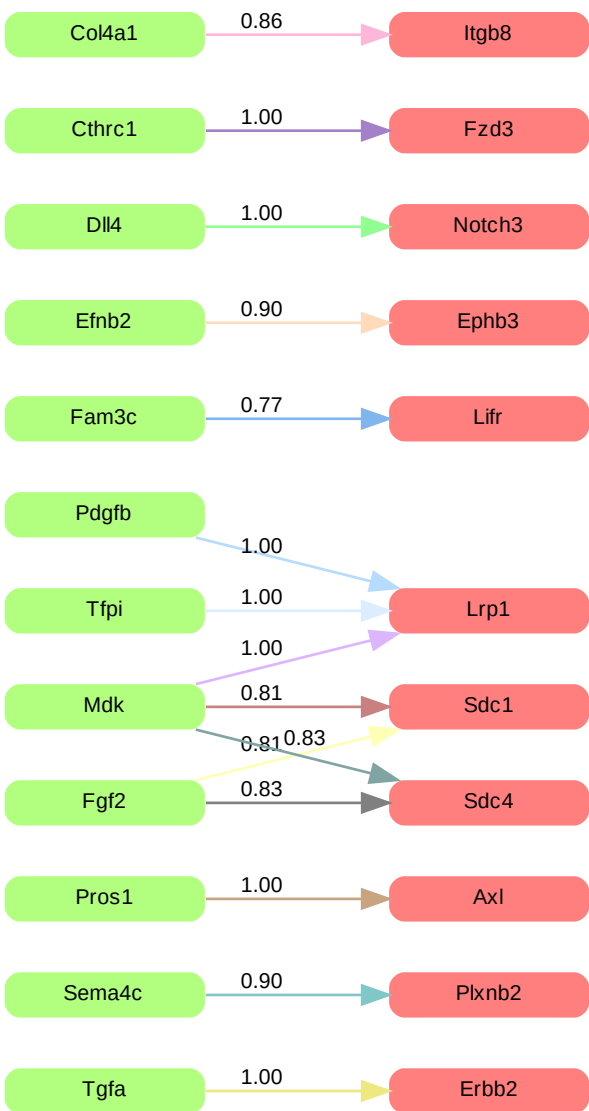 Col4a1 0.86 Itgb8
Cthrc1 1.00 Fzd3
Dll4 1.00 Notch3
Efnb2 0.90 Ephb3
Fam3c 0.77 Lifr
Pdgfb
1.00
Tfpi 1.00 Lrp1
1.00
Mdk 0.81 Sdc1
0.81 0.83
Fgf2 0.83 Sdc4
Pros1 1.00 Axl
Sema4c 0.90 Plxnb2
Tgfa 1.00 Erbb2